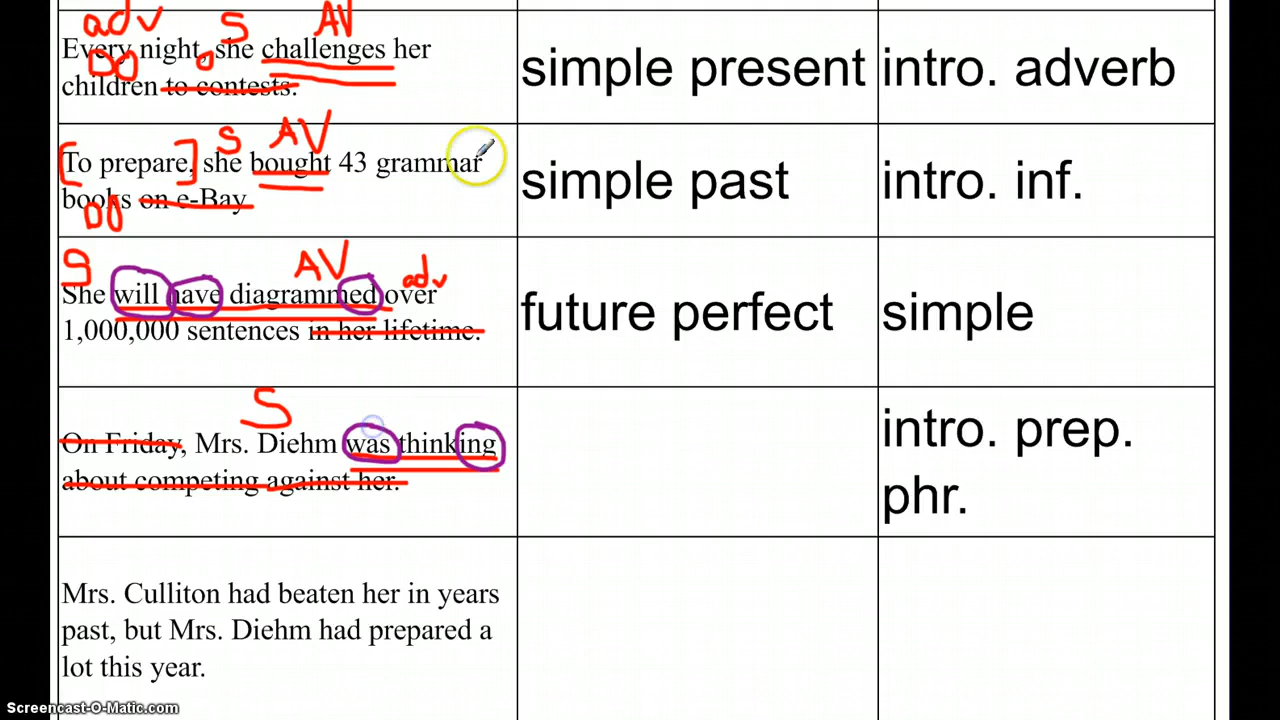 adv S AV
Every night, she challenges her
DO
children to contests.
simple present
intro. adverb
S AV
[To prepare,] she bought 43 grammar
books on e-Bay
DO
simple past
intro. inf.
S AV adv
She will have diagrammed over
1,000,000 sentences in her lifetime.
future perfect
simple
S
On Friday, Mrs. Diehm was thinking
about competing against her.
intro. prep.
phr.
Mrs. Culliton had beaten her in years
past, but Mrs. Diehm had prepared a
lot this year.
Screencast-O-Matic.com